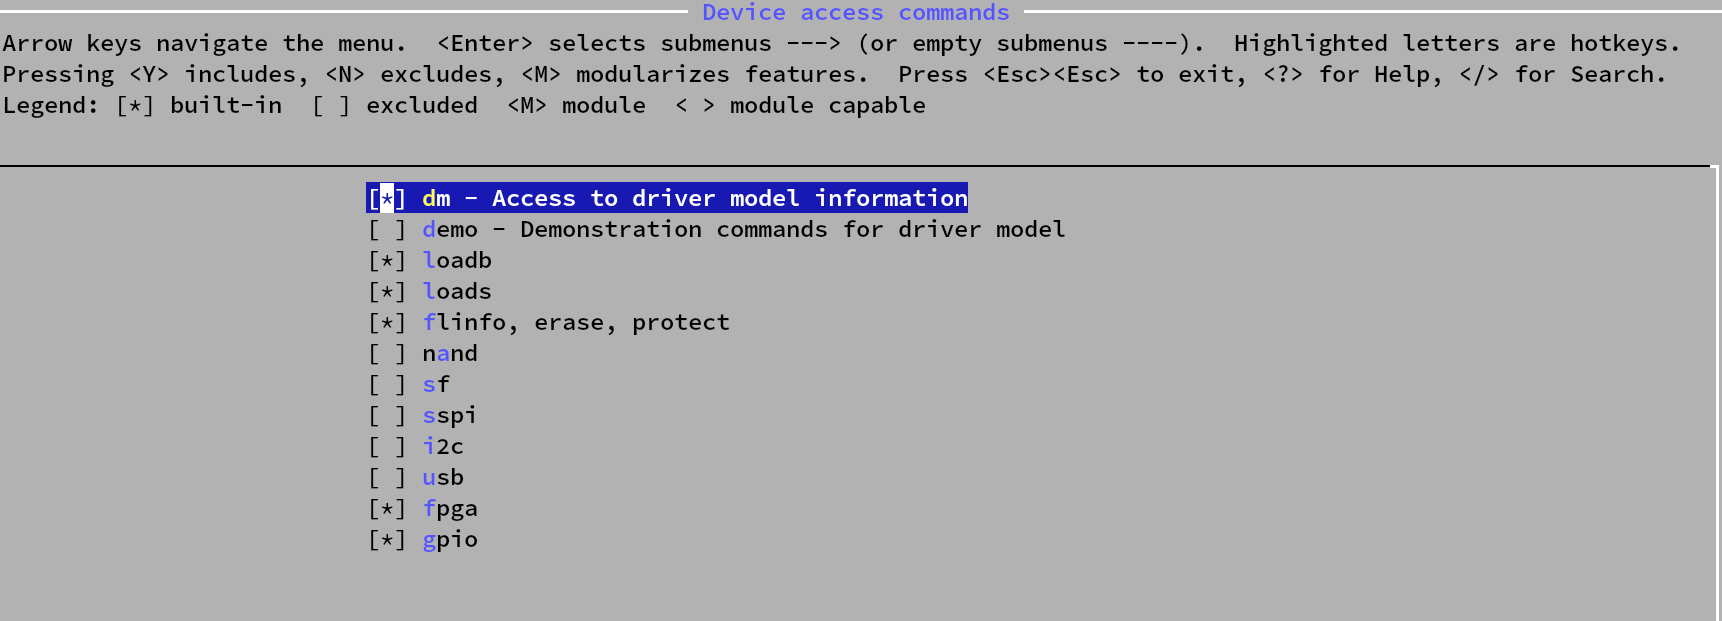 Device access commands
Arrow keys navigate the menu.  <Enter> selects submenus ---> (or empty submenus ----).  Highlighted letters are hotkeys.
Pressing <Y> includes, <N> excludes, <M> modularizes features.  Press <Esc><Esc> to exit, <?> for Help, </> for Search.
Legend: [*] built-in  [ ] excluded  <M> module  < > module capable
[*] dm - Access to driver model information
[ ] demo - Demonstration commands for driver model
[*] loadb
[*] loads
[*] flinfo, erase, protect
[ ] nand
[ ] sf
[ ] sspi
[ ] i2c
[ ] usb
[*] fpga
[*] gpio